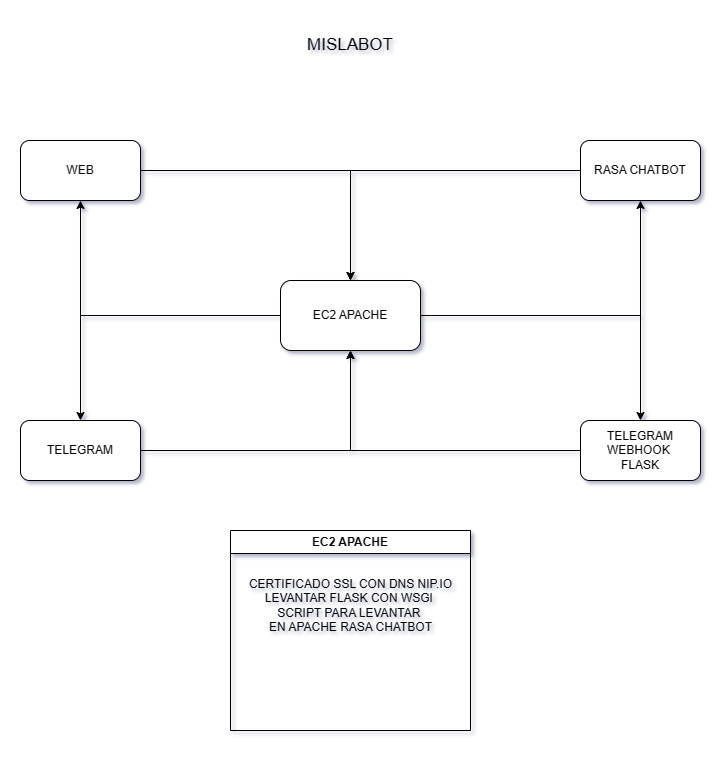 MISLABOT
WEB
RASA CHATBOT
EC2 APACHE
TELEGRAM
TELEGRAM
WEBHOOK
FLASK
EC2 APACHE
CERTIFICADO SSL CON DNS NIP.IO
LEVANTAR FLASK CON WSGI
SCRIPT PARA LEVANTAR
EN APACHE RASA CHATBOT